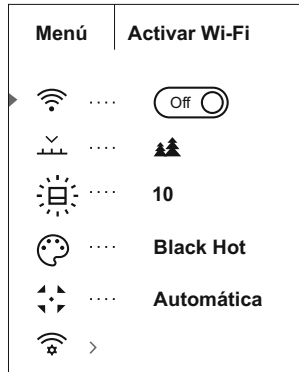 Menú Activar Wi-Fi
.... Off
....
.... 10
.... Black Hot
.... Automática
>